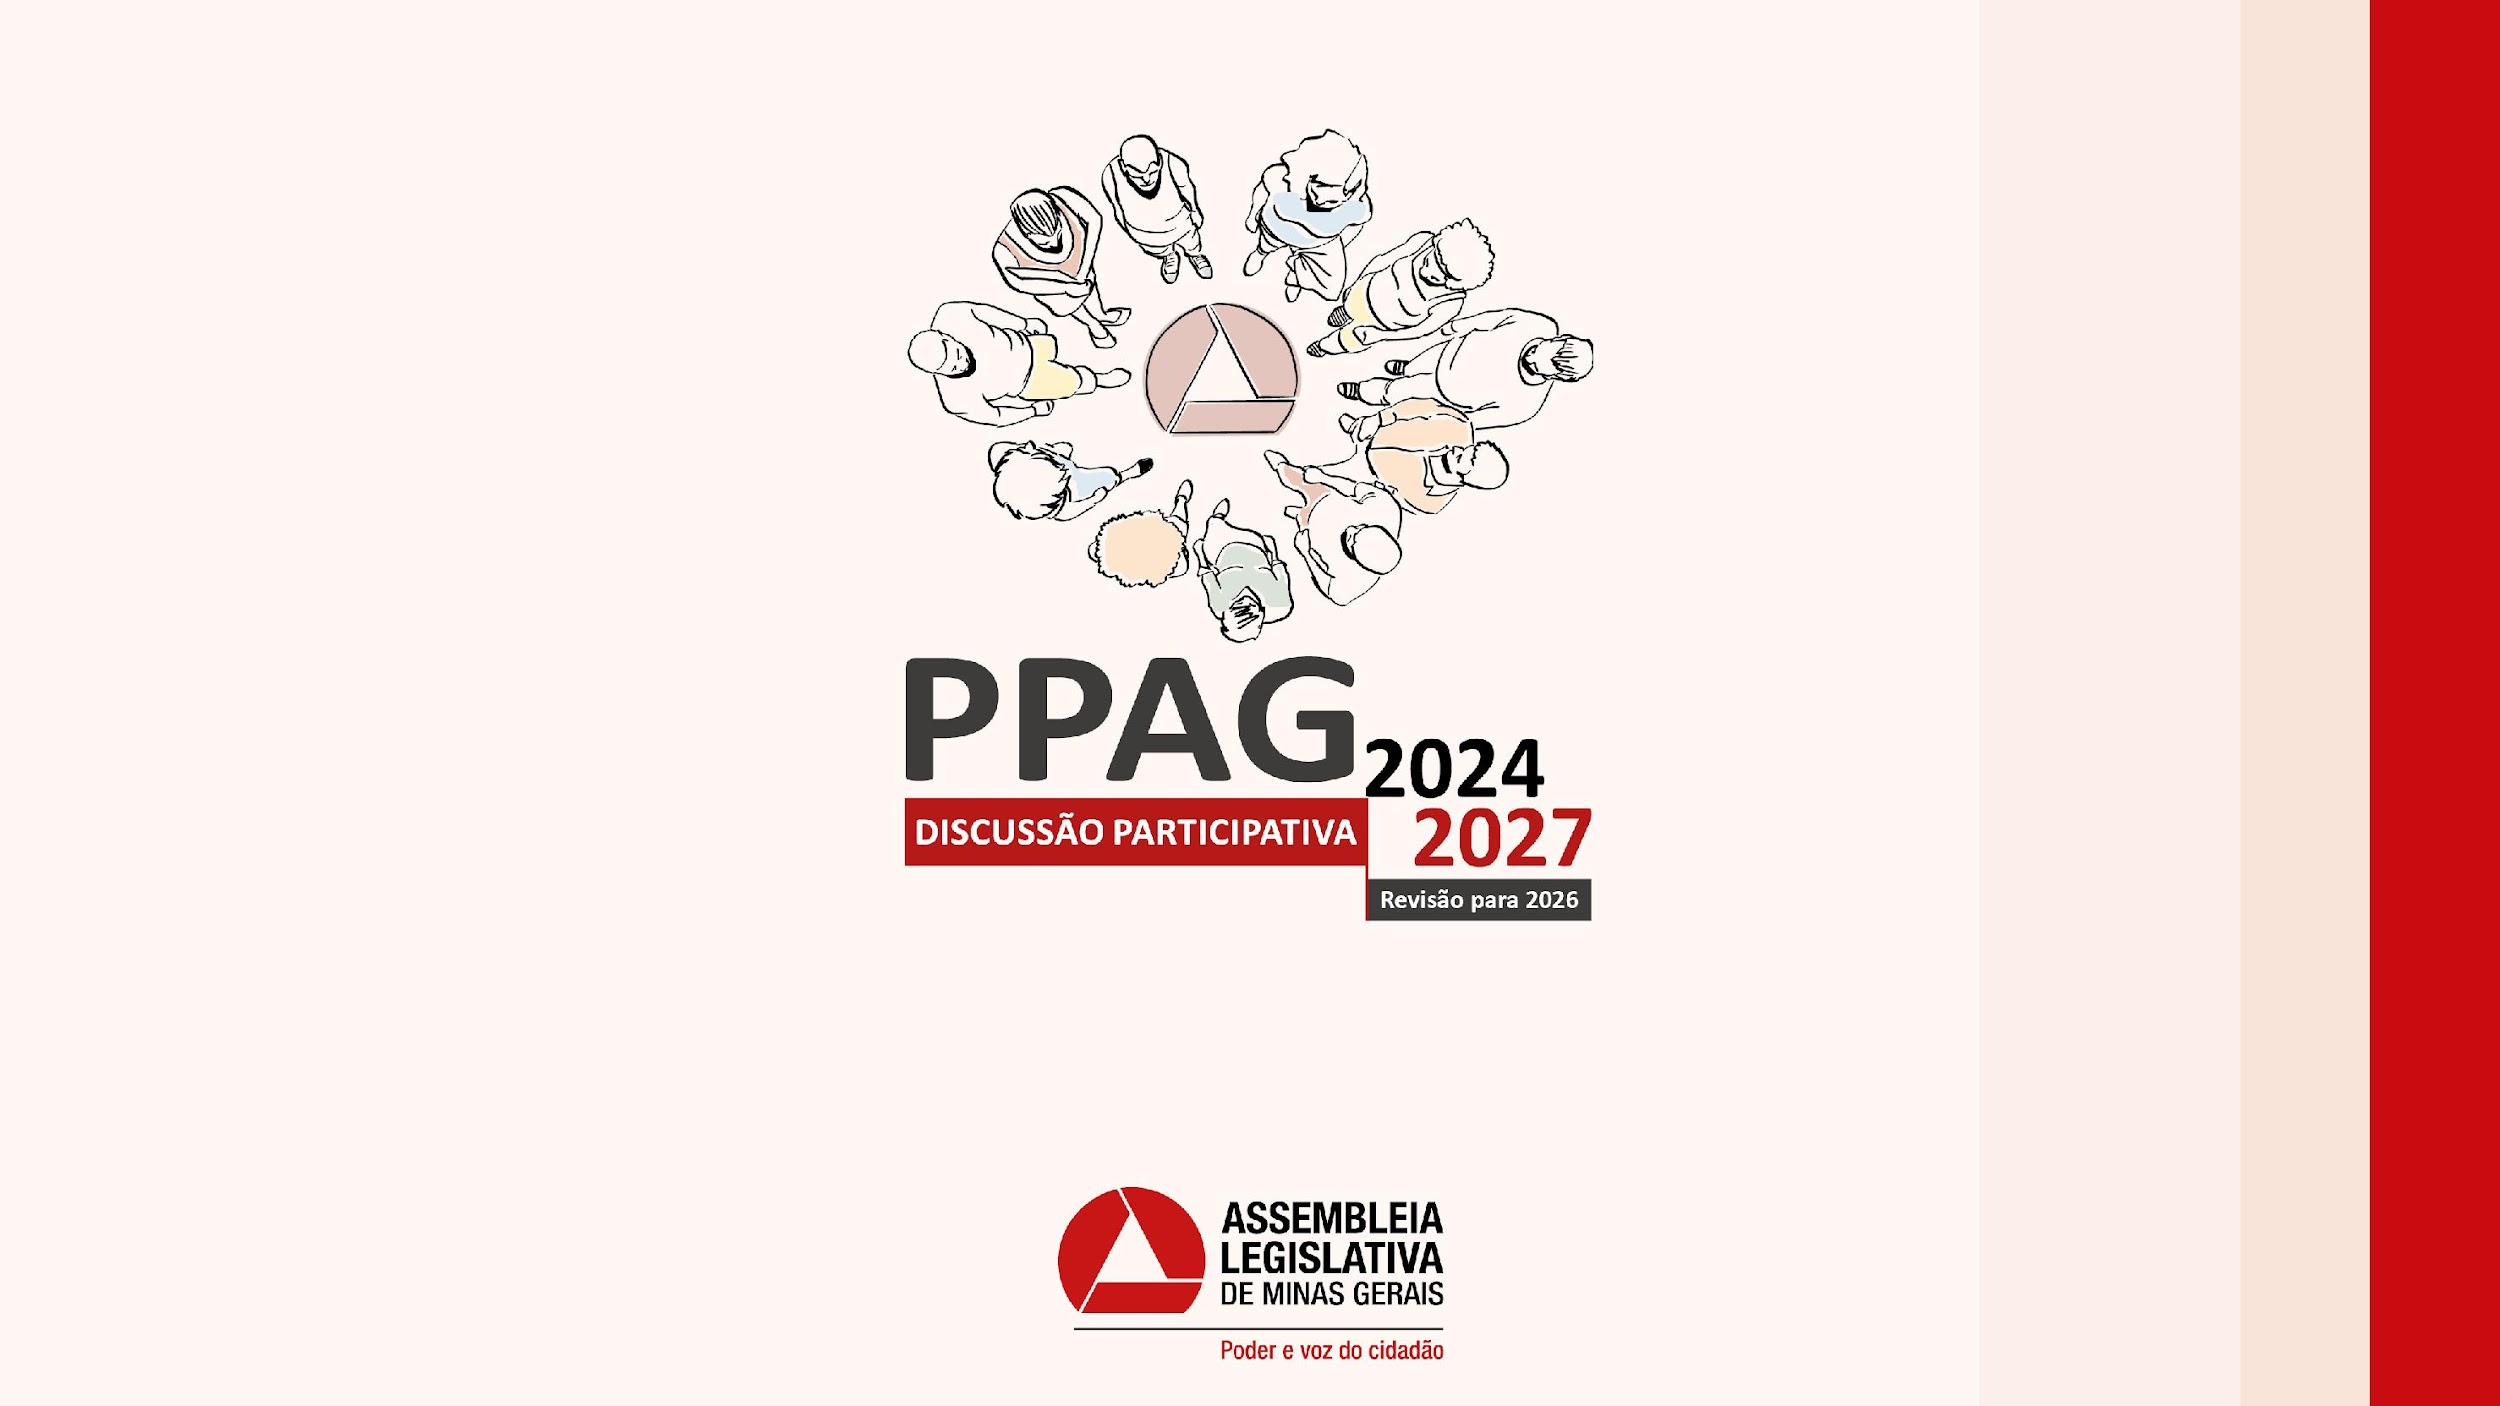 PPAG
2024
DISCUSSÃO PARTICIPATIVA
2027
Revisão para 2026
ASSEMBLEIA
LEGISLATIVA
DE MINAS GERAIS
Poder e voz do cidadão